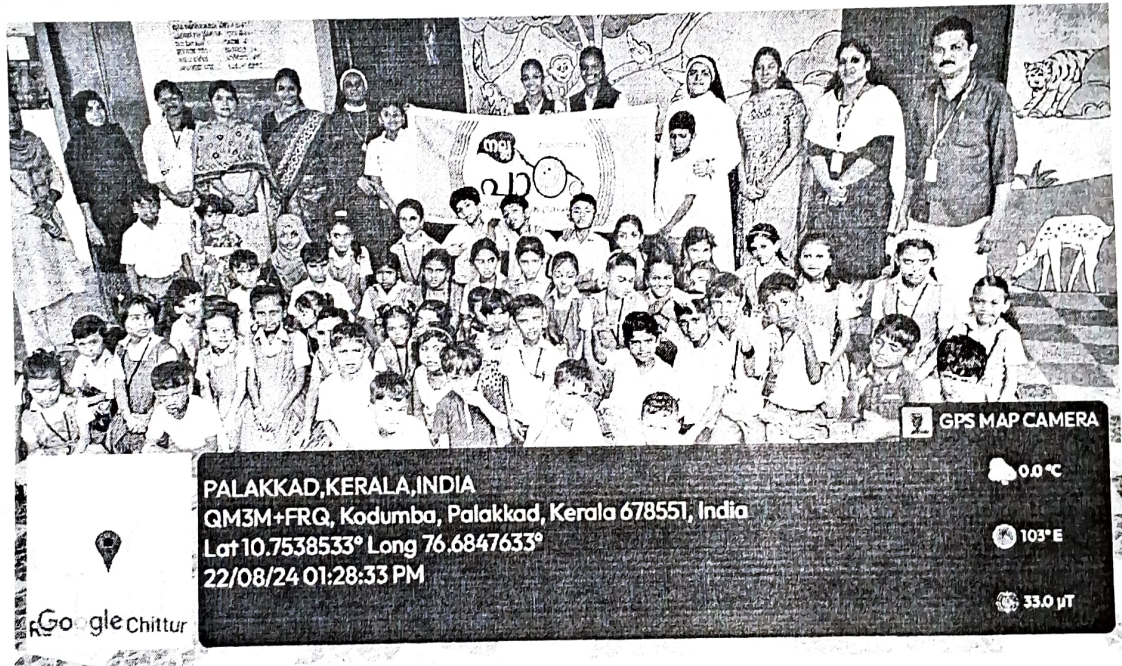 നല്ല
പാഠം
GPS MAP CAMERA
PALAKKAD,KERALA,INDIA
QM3M+FRQ, Kodumba, Palakkad, Kerala 678551, India
Lat 10.7538533° Long 76.6847633°
22/08/24 01:28:33 PM
0.0 °C
103° E
33.0 µT
Google Chittur